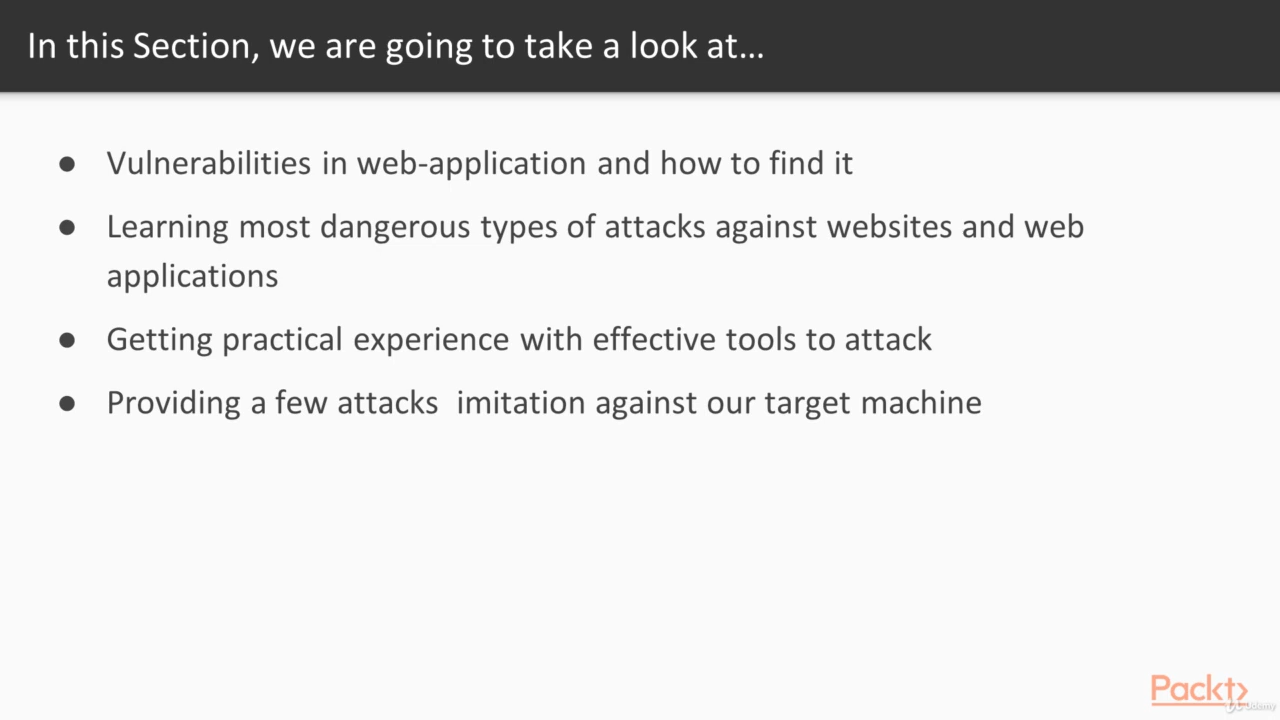 In this Section, we are going to take a look at...
● Vulnerabilities in web-application and how to find it
● Learning most dangerous types of attacks against websites and web
applications
● Getting practical experience with effective tools to attack
● Providing a few attacks  imitation against our target machine
Packt>
Udemy